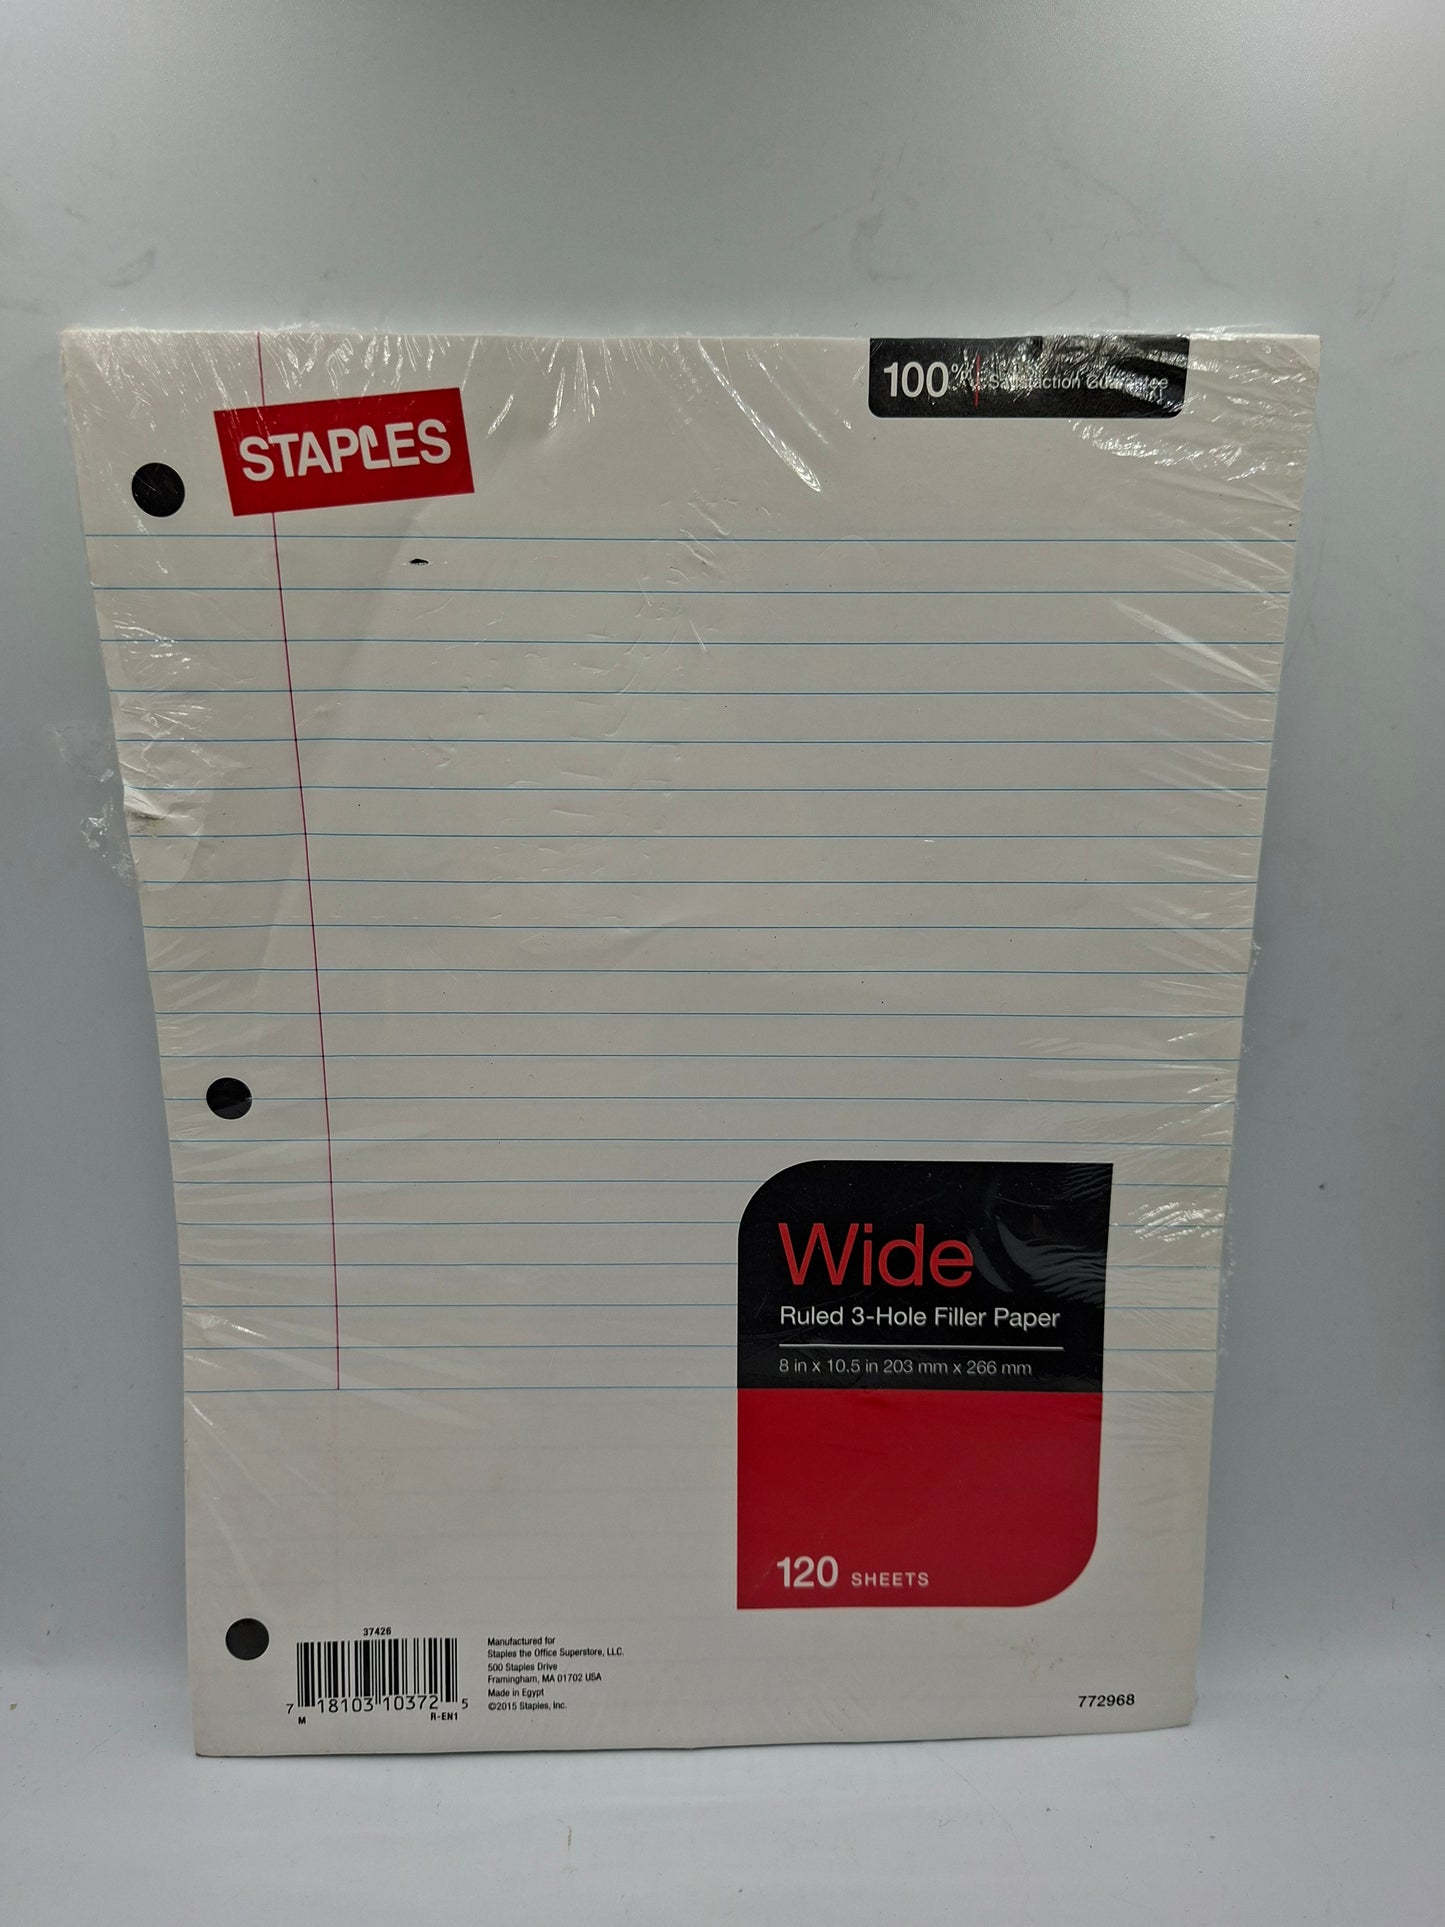 STAPLES
100% Satisfaction Guarantee
Wide
Ruled 3-Hole Filler Paper
8 in x 10.5 in 203 mm x 266 mm
120 SHEETS
37426
7 18103 10372 5
M R-EN1
Manufactured for
Staples the Office Superstore, LLC.
500 Staples Drive
Framingham, MA 01702 USA
Made in Egypt
©2015 Staples, Inc.
772968